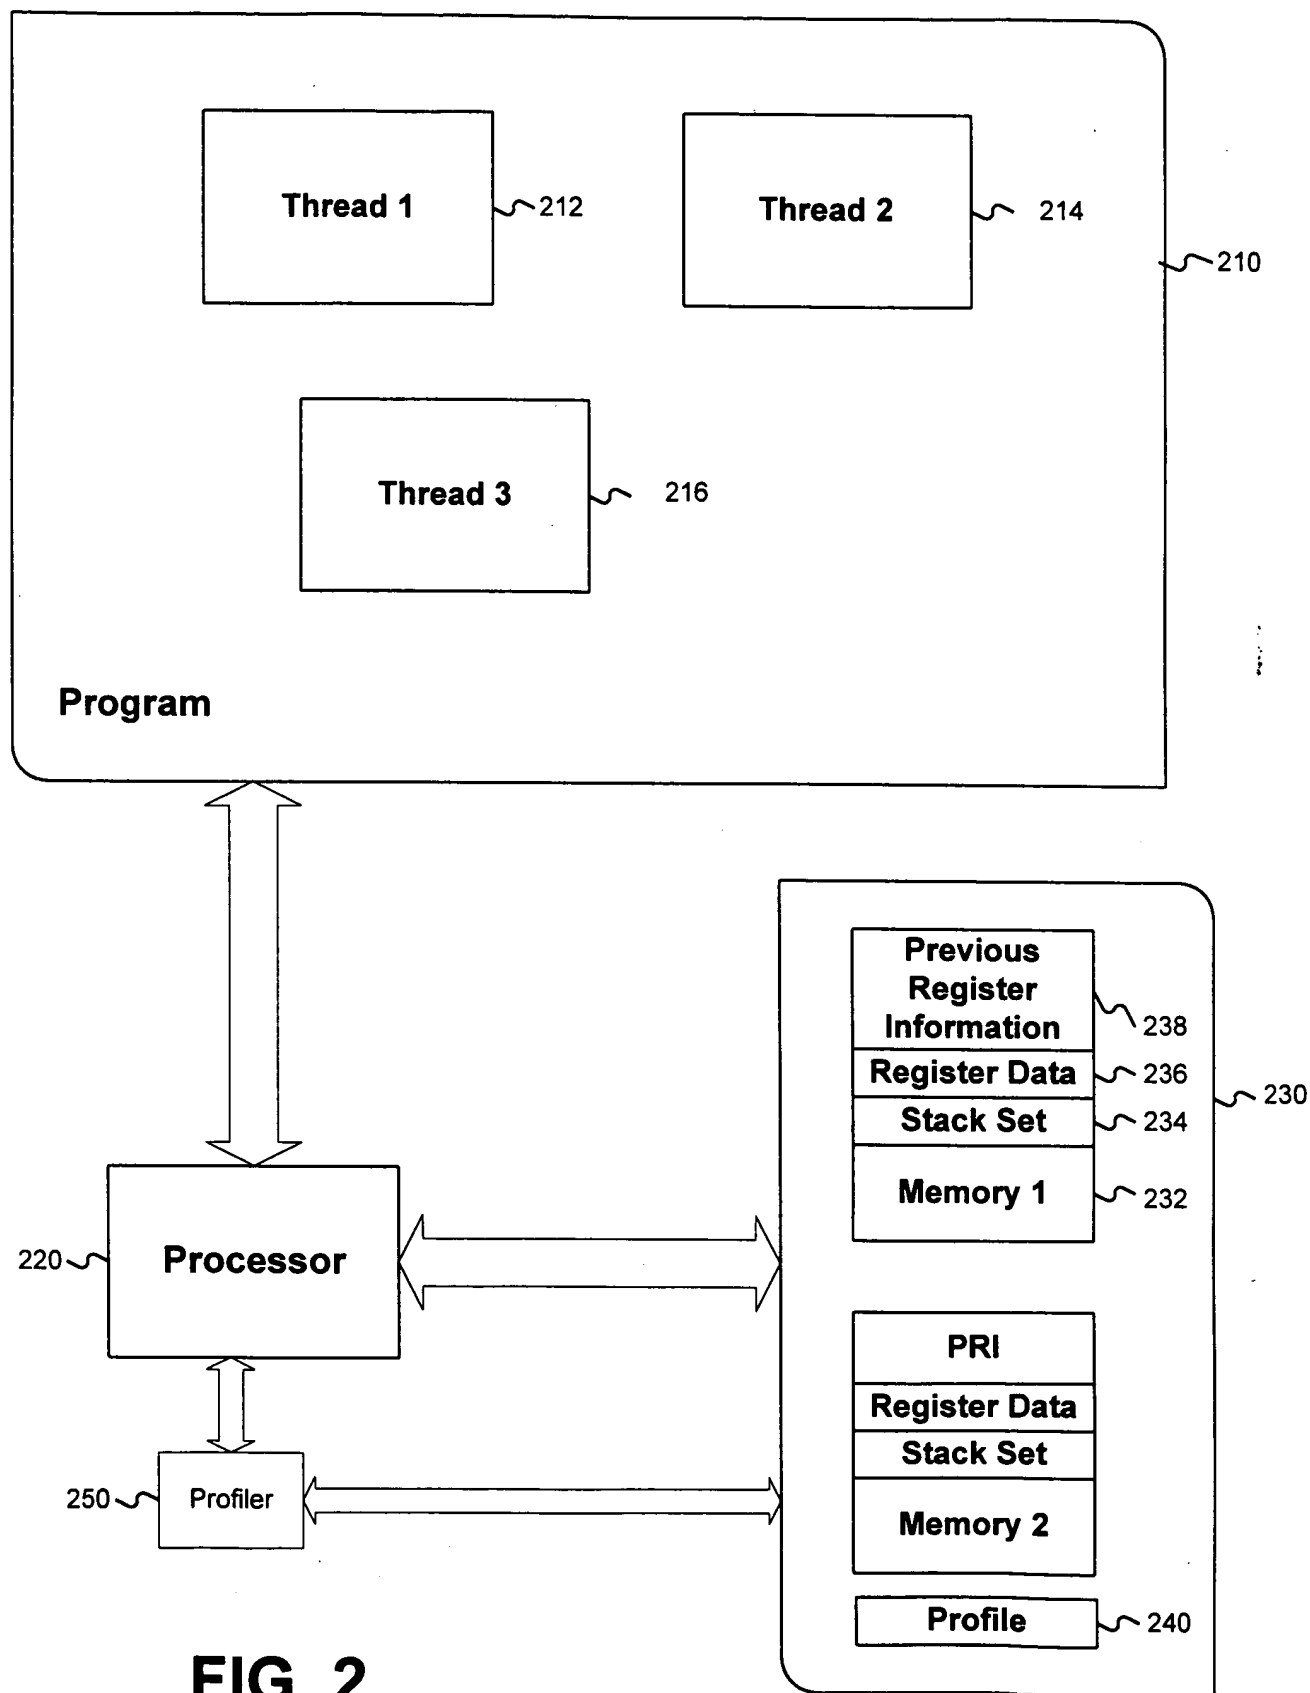 Thread 1
212
Thread 2
214
210
Thread 3
216
Program
Previous
Register
Information
238
Register Data
236
230
Stack Set
234
Memory 1
232
220
Processor
PRI
Register Data
Stack Set
250
Profiler
Memory 2
Profile
240
FIG. 2